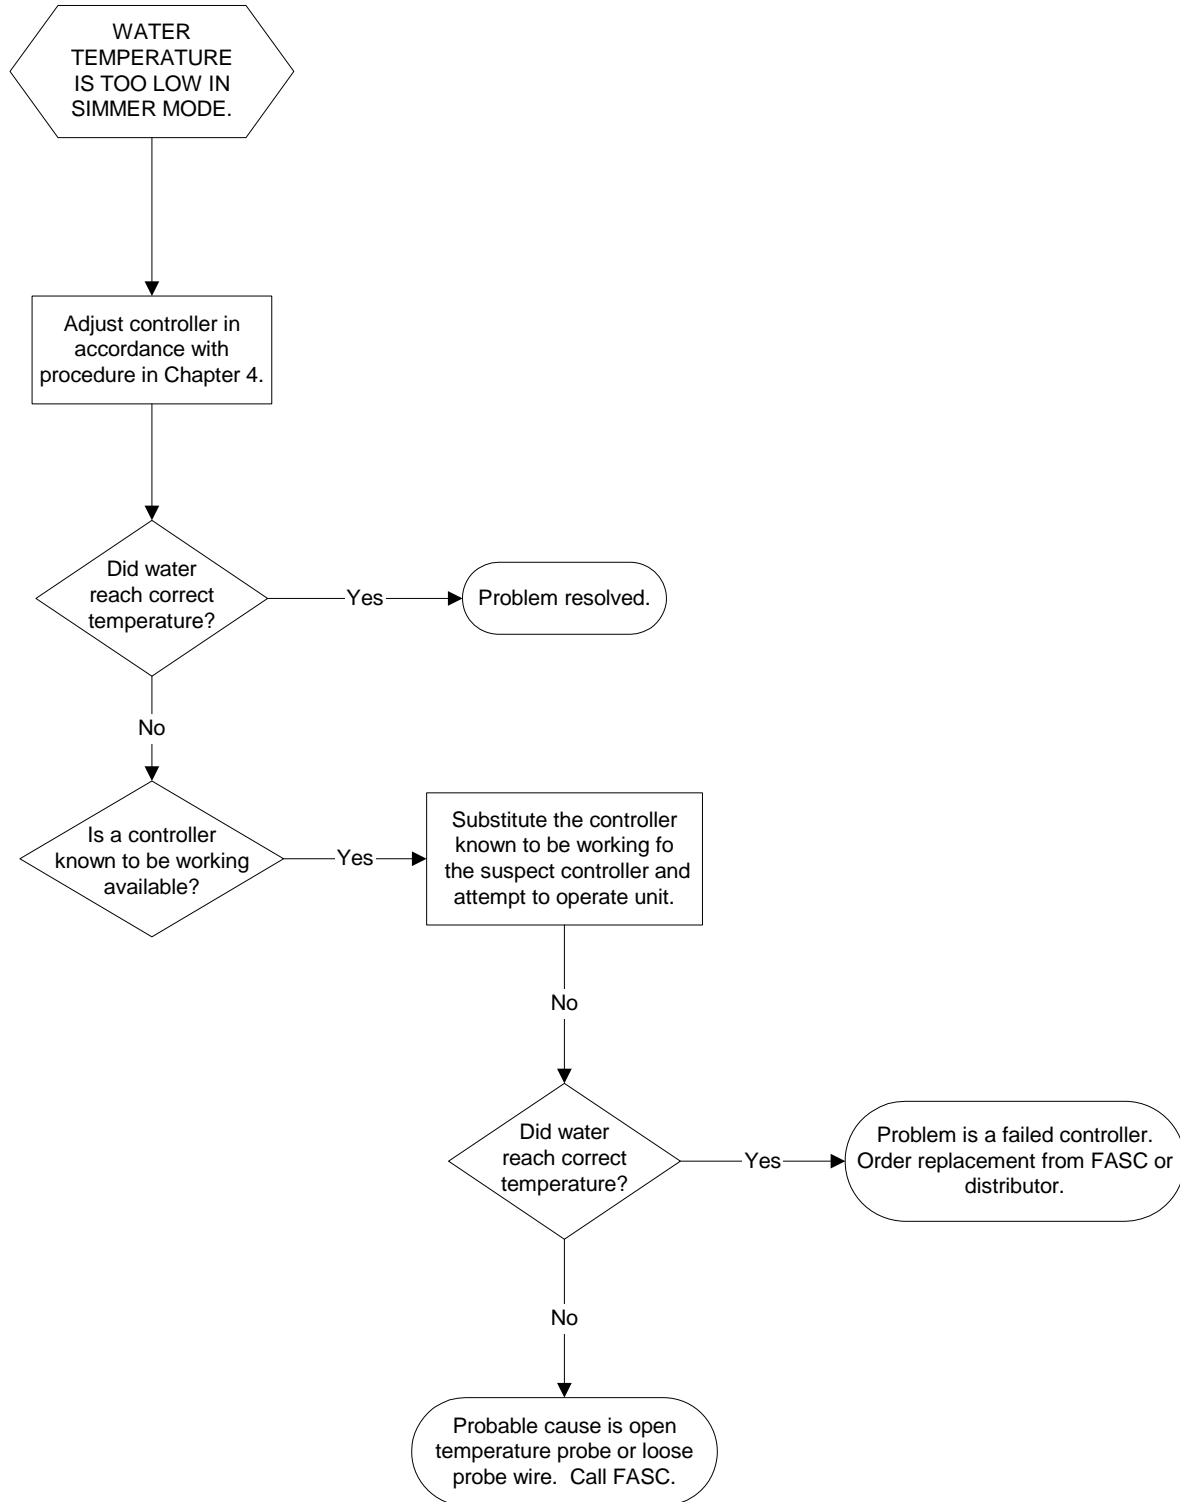 WATER
TEMPERATURE
IS TOO LOW IN
SIMMER MODE.
Adjust controller in
accordance with
procedure in Chapter 4.
Did water
reach correct
temperature?
Yes
Problem resolved.
No
Is a controller
known to be working
available?
Yes
Substitute the controller
known to be working fo
the suspect controller and
attempt to operate unit.
No
Did water
reach correct
temperature?
Yes
Problem is a failed controller.
Order replacement from FASC or
distributor.
No
Probable cause is open
temperature probe or loose
probe wire.  Call FASC.